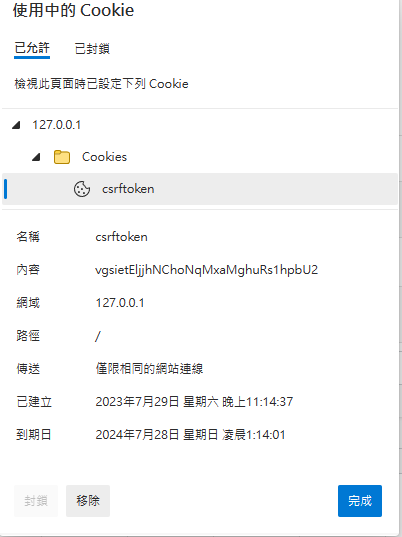 使用中的 Cookie
已允許 已封鎖
檢視此頁面時已設定下列 Cookie
127.0.0.1
Cookies
csrftoken
名稱 csrftoken
內容 vgsietEljjhNChoNqMxaMghuRs1hpbU2
網域 127.0.0.1
路徑 /
傳送 僅限相同的網站連線
已建立 2023年7月29日 星期六 晚上11:14:37
到期日 2024年7月28日 星期日 凌晨1:14:01
封鎖 移除 完成